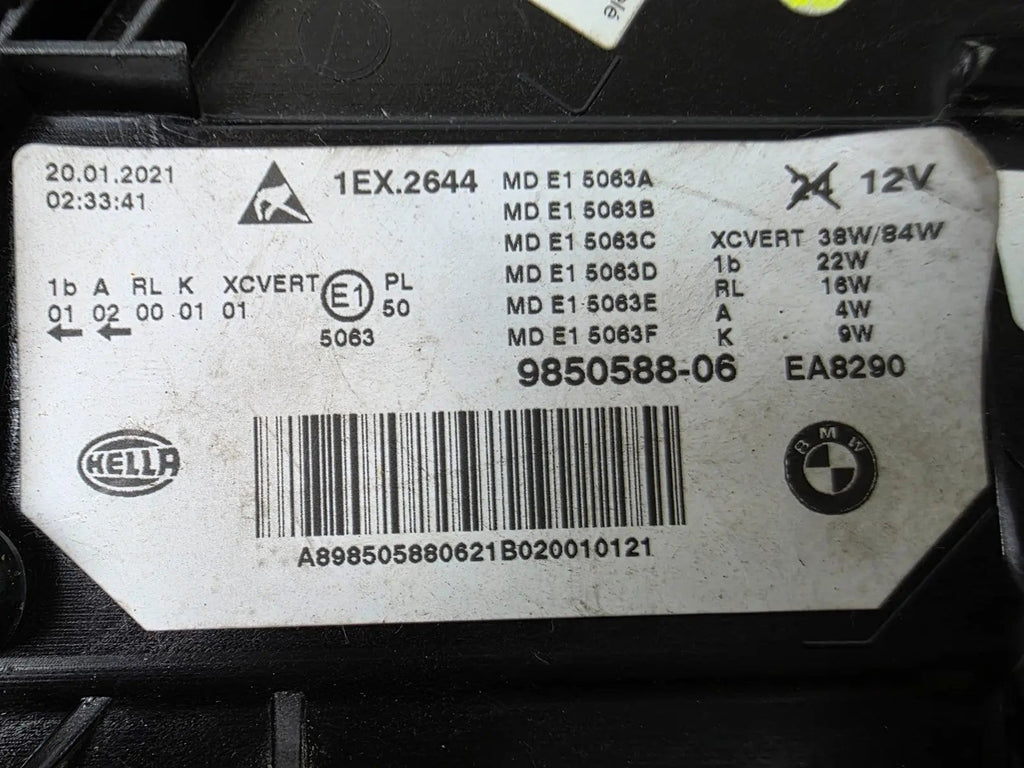 elé
20.01.2021
02:33:41
1EX.2644
MD E1 5063A
MD E1 5063B
MD E1 5063C
MD E1 5063D
MD E1 5063E
MD E1 5063F
24 12V
XCVERT 38W/84W
1b 22W
RL 16W
A 4W
K 9W
1b A RL K XCVERT
01 02 00 01 01
E1
5063
PL
50
9850588-06 EA8290
HELLA
BMW
A898505880621B020010121